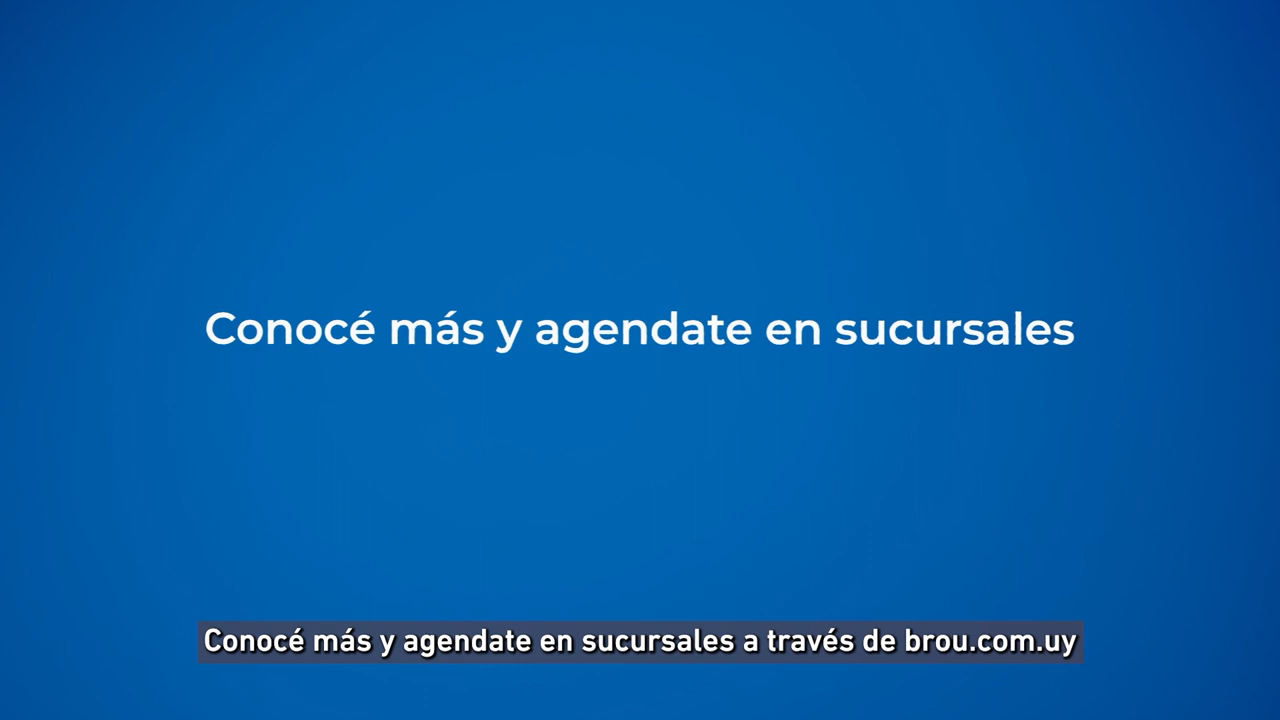 Conocé más y agendate en sucursales
Conocé más y agendate en sucursales a través de brou.com.uy